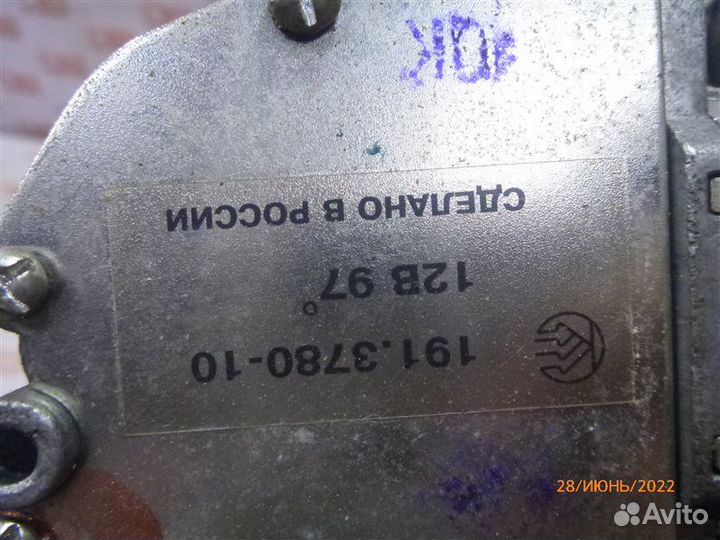 191.3780-10
12В 97°
СДЕЛАНО В РОССИИ
28/ИЮНЬ/2022
Avito